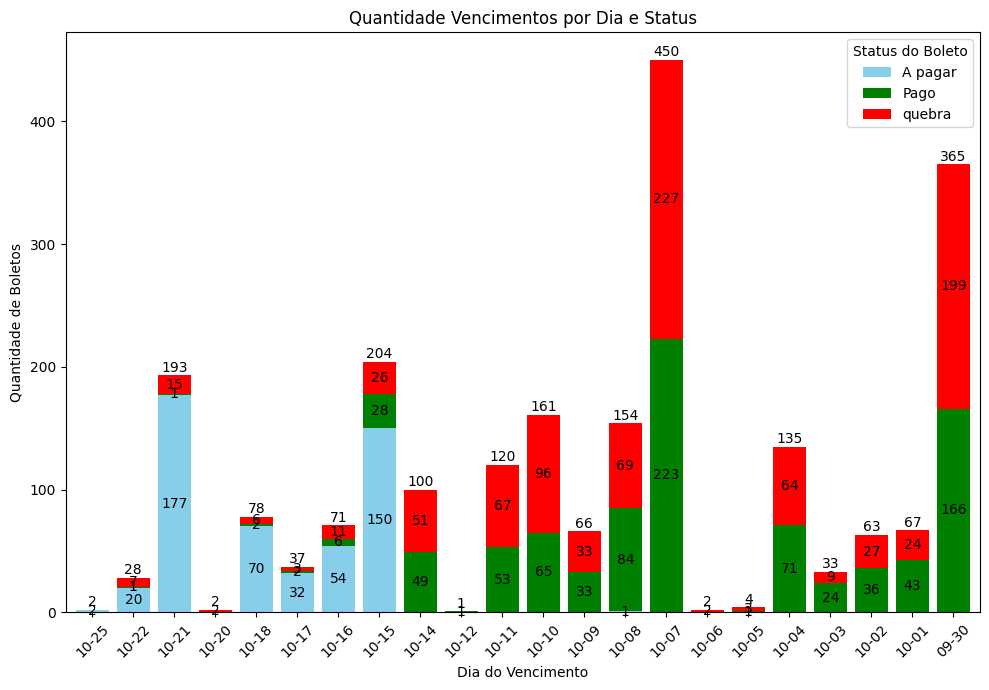 Quantidade Vencimentos por Dia e Status
Status do Boleto
A pagar
Pago
quebra
Quantidade de Boletos
400
300
200
100
0
2 28 193 2 78 37 71 204 100 1 120 161 66 154 450 2 4 135 33 63 67 365
7 15 2 6 3 11 26 51 67 96 33 69 227 2 3 64 9 27 24 199
1 1 2 2 6 28 49 1 53 65 33 84 223 1 71 24 36 43 166
2 20 177 70 32 54 150 1
10-25 10-22 10-21 10-20 10-18 10-17 10-16 10-15 10-14 10-12 10-11 10-10 10-09 10-08 10-07 10-06 10-05 10-04 10-03 10-02 10-01 09-30
Dia do Vencimento